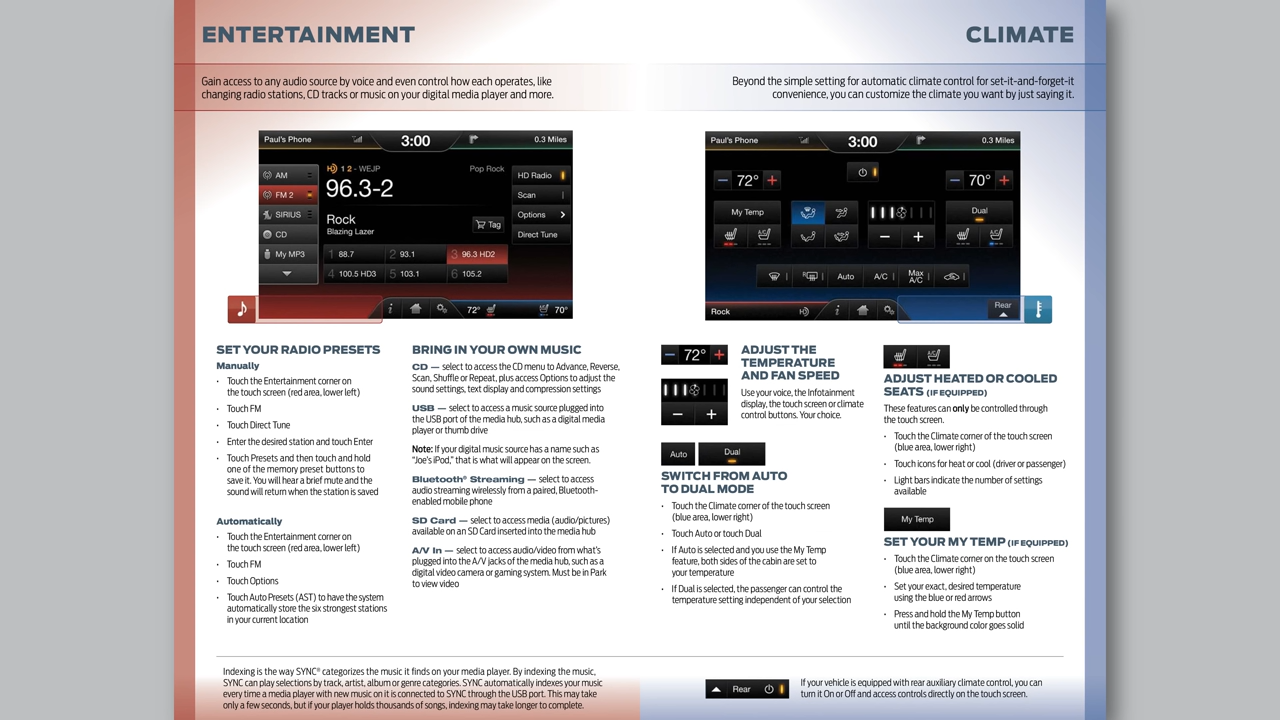 ENTERTAINMENT
Gain access to any audio source by voice and even control how each operates, like
changing radio stations, CD tracks or music on your digital media player and more.
Paul's Phone
3:00
0.3 Miles
AM
FM 2
SIRIUS
CD
My MP3
HD 1 2 - WEJP
Pop Rock
96.3-2
Rock
Blazing Lazer
Tag
HD Radio
Scan
Options
Direct Tune
1 88.7
2 93.1
3 96.3 HD2
4 100.5 HD3
5 103.1
6 105.2
i
72°
70°
SET YOUR RADIO PRESETS
Manually
• Touch the Entertainment corner on
the touch screen (red area, lower left)
• Touch FM
• Touch Direct Tune
• Enter the desired station and touch Enter
• Touch Presets and then touch and hold
one of the memory preset buttons to
save it. You will hear a brief mute and the
sound will return when the station is saved
Automatically
• Touch the Entertainment corner on
the touch screen (red area, lower left)
• Touch FM
• Touch Options
• Touch Auto Presets (AST) to have the system
automatically store the six strongest stations
in your current location
BRING IN YOUR OWN MUSIC
CD — select to access the CD menu to Advance, Reverse,
Scan, Shuffle or Repeat, plus access Options to adjust the
sound settings, text display and compression settings
USB — select to access a music source plugged into
the USB port of the media hub, such as a digital media
player or thumb drive
Note: If your digital music source has a name such as
“Joe's iPod,” that is what will appear on the screen.
Bluetooth® Streaming — select to access
audio streaming wirelessly from a paired, Bluetooth-
enabled mobile phone
SD Card — select to access media (audio/pictures)
available on an SD Card inserted into the media hub
A/V In — select to access audio/video from what's
plugged into the A/V jacks of the media hub, such as a
digital video camera or gaming system. Must be in Park
to view video
Indexing is the way SYNC® categorizes the music it finds on your media player. By indexing the music,
SYNC can play selections by track, artist, album or genre categories. SYNC automatically indexes your music
every time a media player with new music on it is connected to SYNC through the USB port. This may take
only a few seconds, but if your player holds thousands of songs, indexing may take longer to complete.
CLIMATE
Beyond the simple setting for automatic climate control for set-it-and-forget-it
convenience, you can customize the climate you want by just saying it.
Paul's Phone
3:00
0.3 Miles
− 72° +
− 70° +
My Temp
Dual
A/C
− +
Auto
A/C
Max
A/C
Rock
HD
i
Rear
− 72° +
− +
ADJUST THE
TEMPERATURE
AND FAN SPEED
Use your voice, the Infotainment
display, the touch screen or climate
control buttons. Your choice.
Auto
Dual
SWITCH FROM AUTO
TO DUAL MODE
• Touch the Climate corner of the touch screen
(blue area, lower right)
• Touch Auto or touch Dual
• If Auto is selected and you use the My Temp
feature, both sides of the cabin are set to
your temperature
• If Dual is selected, the passenger can control the
temperature setting independent of your selection
ADJUST HEATED OR COOLED
SEATS (IF EQUIPPED)
These features can only be controlled through
the touch screen.
• Touch the Climate corner of the touch screen
(blue area, lower right)
• Touch icons for heat or cool (driver or passenger)
• Light bars indicate the number of settings
available
My Temp
SET YOUR MY TEMP (IF EQUIPPED)
• Touch the Climate corner on the touch screen
(blue area, lower right)
• Set your exact, desired temperature
using the blue or red arrows
• Press and hold the My Temp button
until the background color goes solid
Rear
If your vehicle is equipped with rear auxiliary climate control, you can
turn it On or Off and access controls directly on the touch screen.